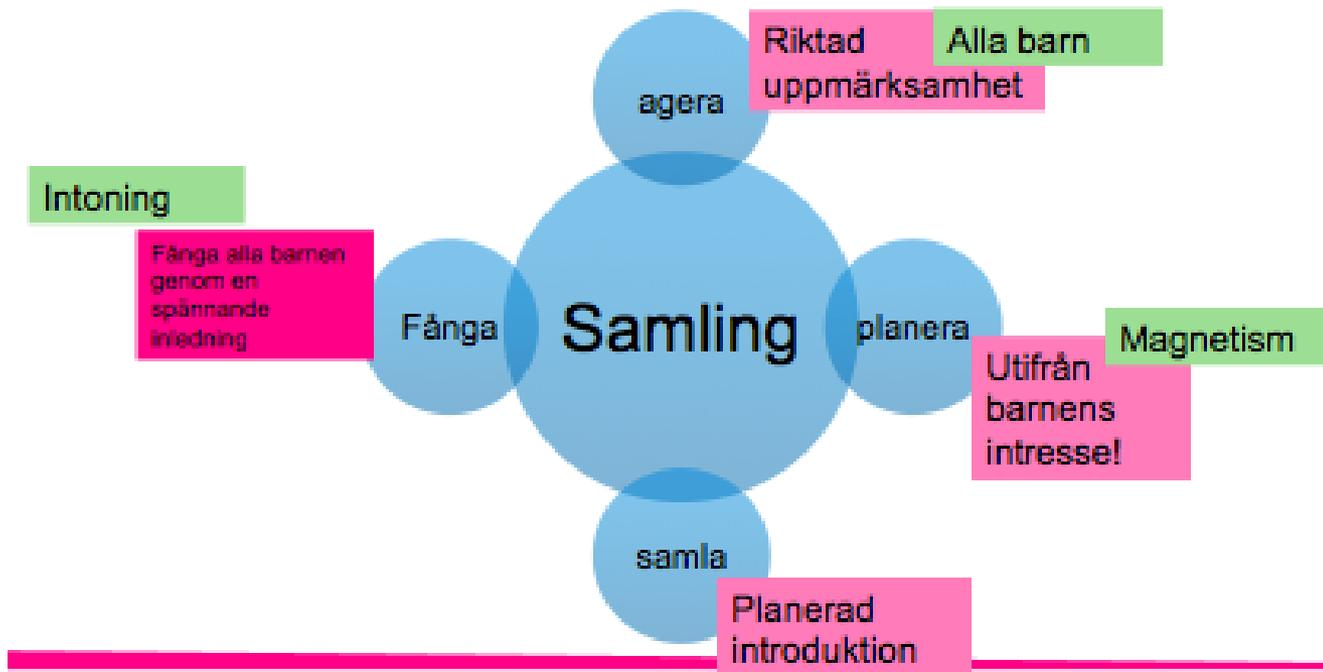 agera
Riktad
uppmärksamhet
Alla barn
Intoning
Fånga alla barnen
genom en
spännande
inledning
Fånga
Samling
planera
Magnetism
Utifrån
barnens
intresse!
samla
Planerad
introduktion